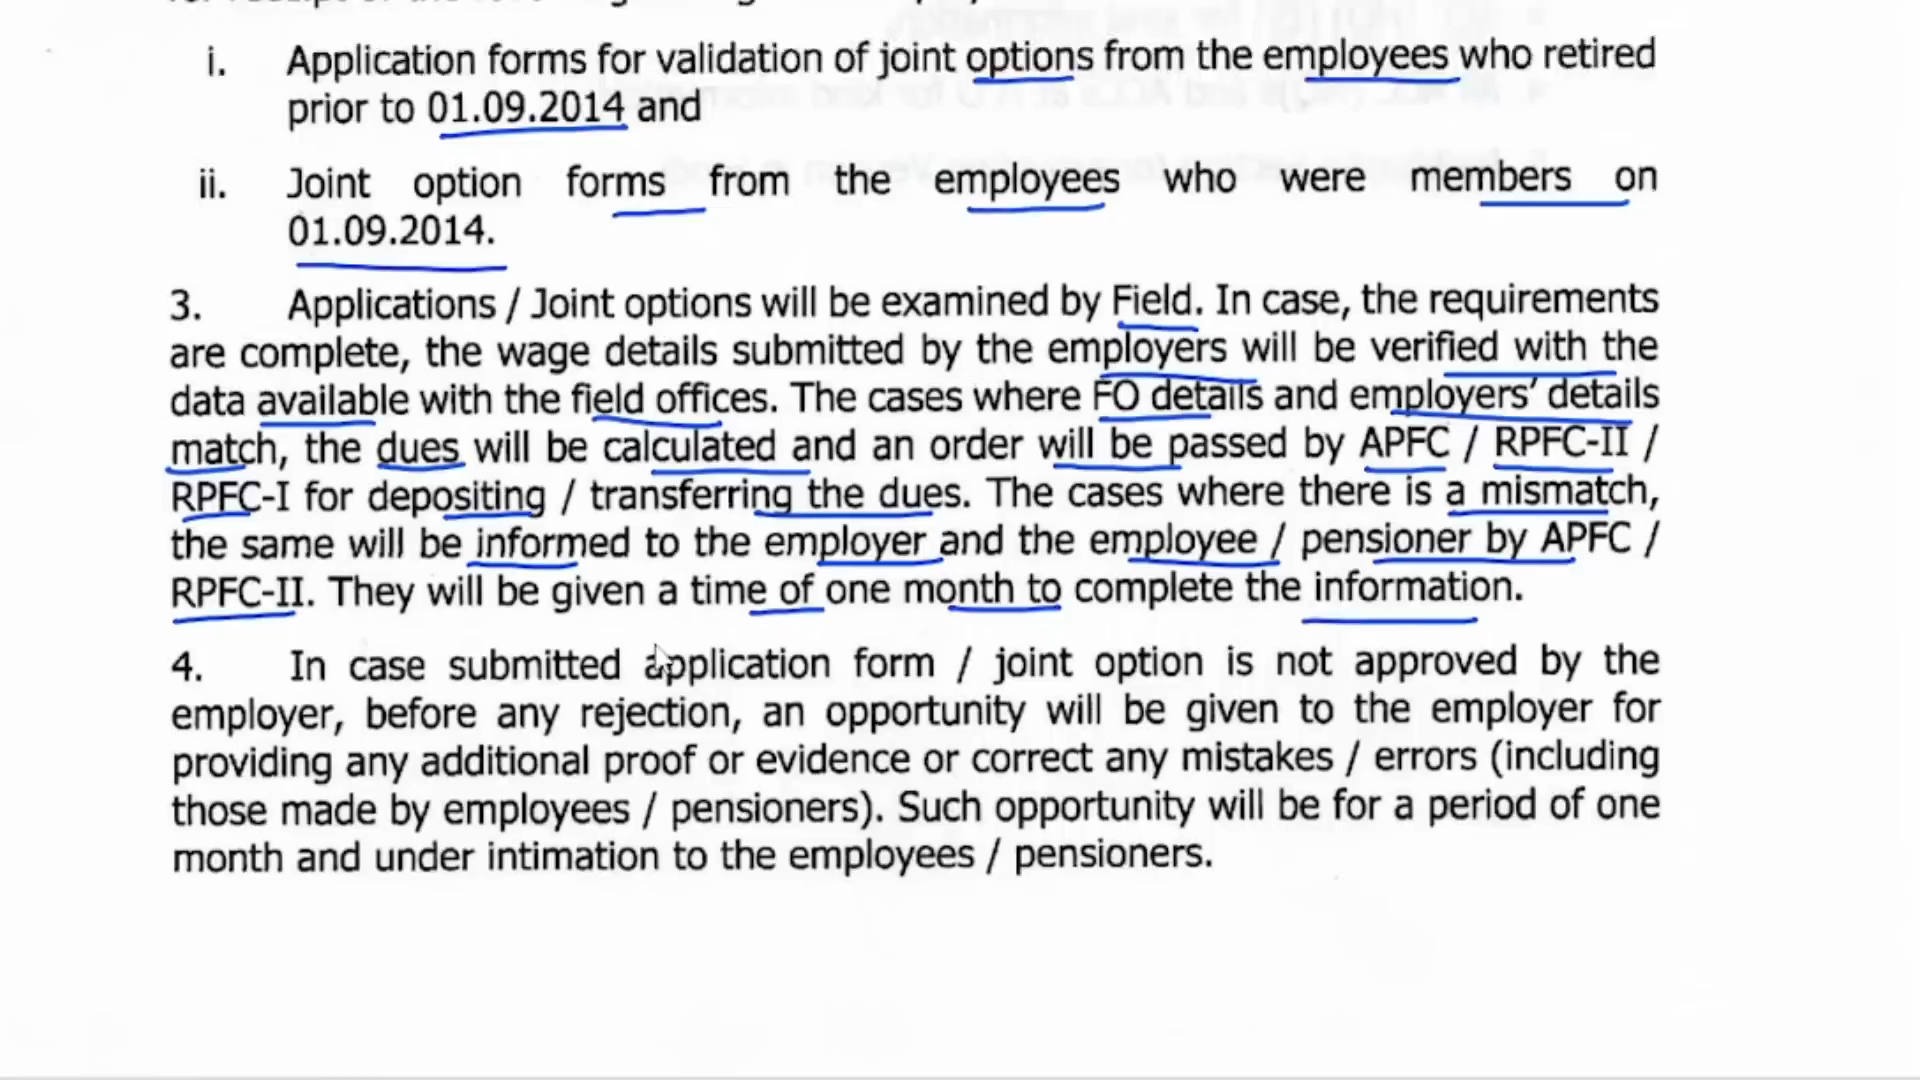 i. Application forms for validation of joint options from the employees who retired
prior to 01.09.2014 and
ii. Joint option forms from the employees who were members on
01.09.2014.
3. Applications / Joint options will be examined by Field. In case, the requirements
are complete, the wage details submitted by the employers will be verified with the
data available with the field offices. The cases where FO details and employers' details
match, the dues will be calculated and an order will be passed by APFC / RPFC-II /
RPFC-I for depositing / transferring the dues. The cases where there is a mismatch,
the same will be informed to the employer and the employee / pensioner by APFC /
RPFC-II. They will be given a time of one month to complete the information.
4. In case submitted application form / joint option is not approved by the
employer, before any rejection, an opportunity will be given to the employer for
providing any additional proof or evidence or correct any mistakes / errors (including
those made by employees / pensioners). Such opportunity will be for a period of one
month and under intimation to the employees / pensioners.